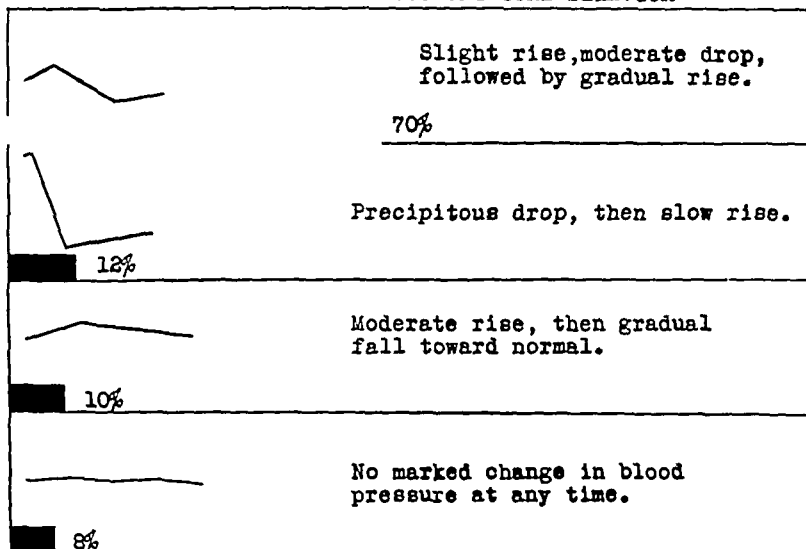 Slight rise,moderate drop,
followed by gradual rise.
70%
Precipitous drop, then slow rise.
12%
Moderate rise, then gradual
fall toward normal.
10%
No marked change in blood
pressure at any time.
8%